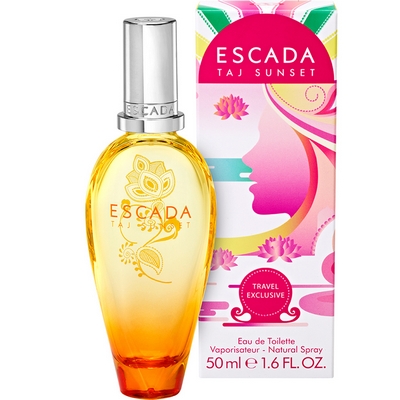 ESCADA
ESCADA
TAJ SUNSET
ESCADA
TAJ SUNSET
TRAVEL
EXCLUSIVE
Eau de Toilette
Vaporisateur - Natural Spray
50 ml ℮ 1.6 FL. OZ.